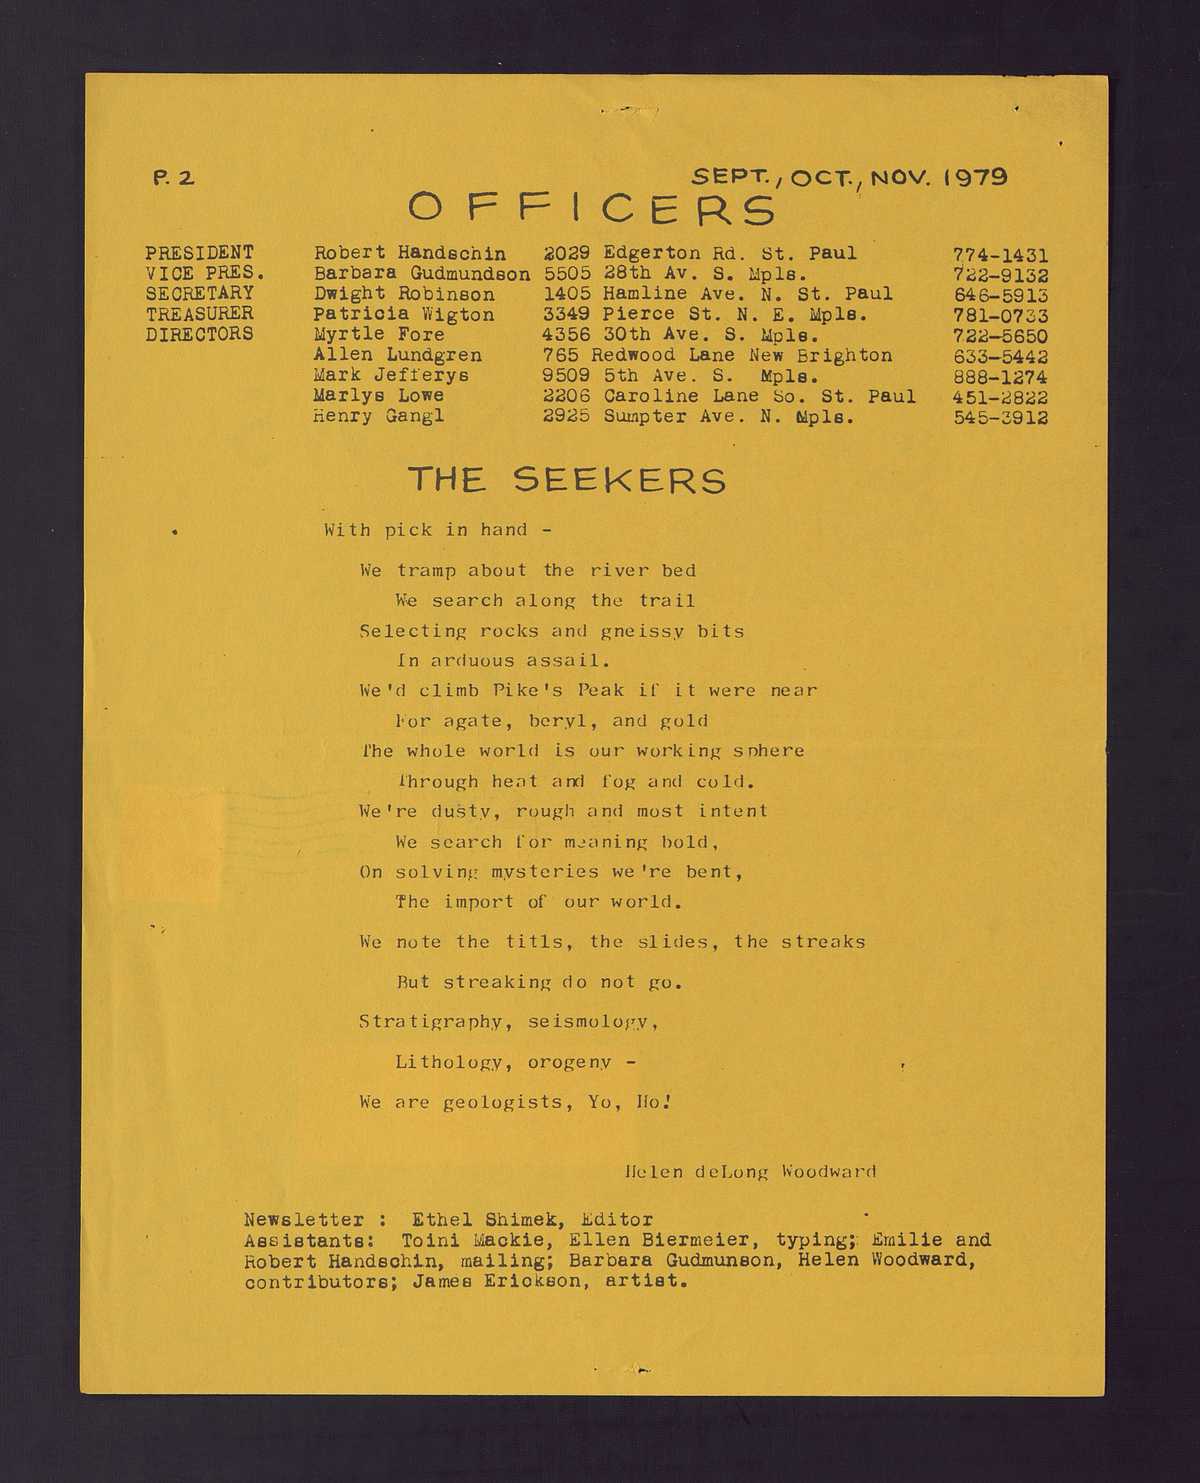 P. 2 SEPT., OCT., NOV. 1979
OFFICERS
PRESIDENT Robert Handschin 2029 Edgerton Rd. St. Paul 774-1431
VICE PRES. Barbara Gudmundson 5505 28th Av. S. Mpls. 722-9132
SECRETARY Dwight Robinson 1405 Hamline Ave. N. St. Paul 646-5913
TREASURER Patricia Wigton 3349 Pierce St. N. E. Mpls. 781-0733
DIRECTORS Myrtle Fore 4356 30th Ave. S. Mpls. 722-5650
Allen Lundgren 765 Redwood Lane New Brighton 633-5442
Mark Jefferys 9509 5th Ave. S. Mpls. 888-1274
Marlys Lowe 2206 Caroline Lane So. St. Paul 451-2822
Henry Gangl 2925 Sumpter Ave. N. Mpls. 545-3912
THE SEEKERS
With pick in hand -
We tramp about the river bed
We search along the trail
Selecting rocks and gneissy bits
In arduous assail.
We'd climb Pike's Peak if it were near
For agate, beryl, and gold
The whole world is our working sphere
Through heat and fog and cold.
We're dusty, rough and most intent
We search for meaning bold,
On solving mysteries we're bent,
The import of our world.
We note the titls, the slides, the streaks
But streaking do not go.
Stratigraphy, seismology,
Lithology, orogeny -
We are geologists, Yo, Ho!
Helen deLong Woodward
Newsletter : Ethel Shimek, Editor
Assistants: Toini Mackie, Ellen Biermeier, typing; Emilie and
Robert Handschin, mailing; Barbara Gudmunson, Helen Woodward,
contributors; James Erickson, artist.